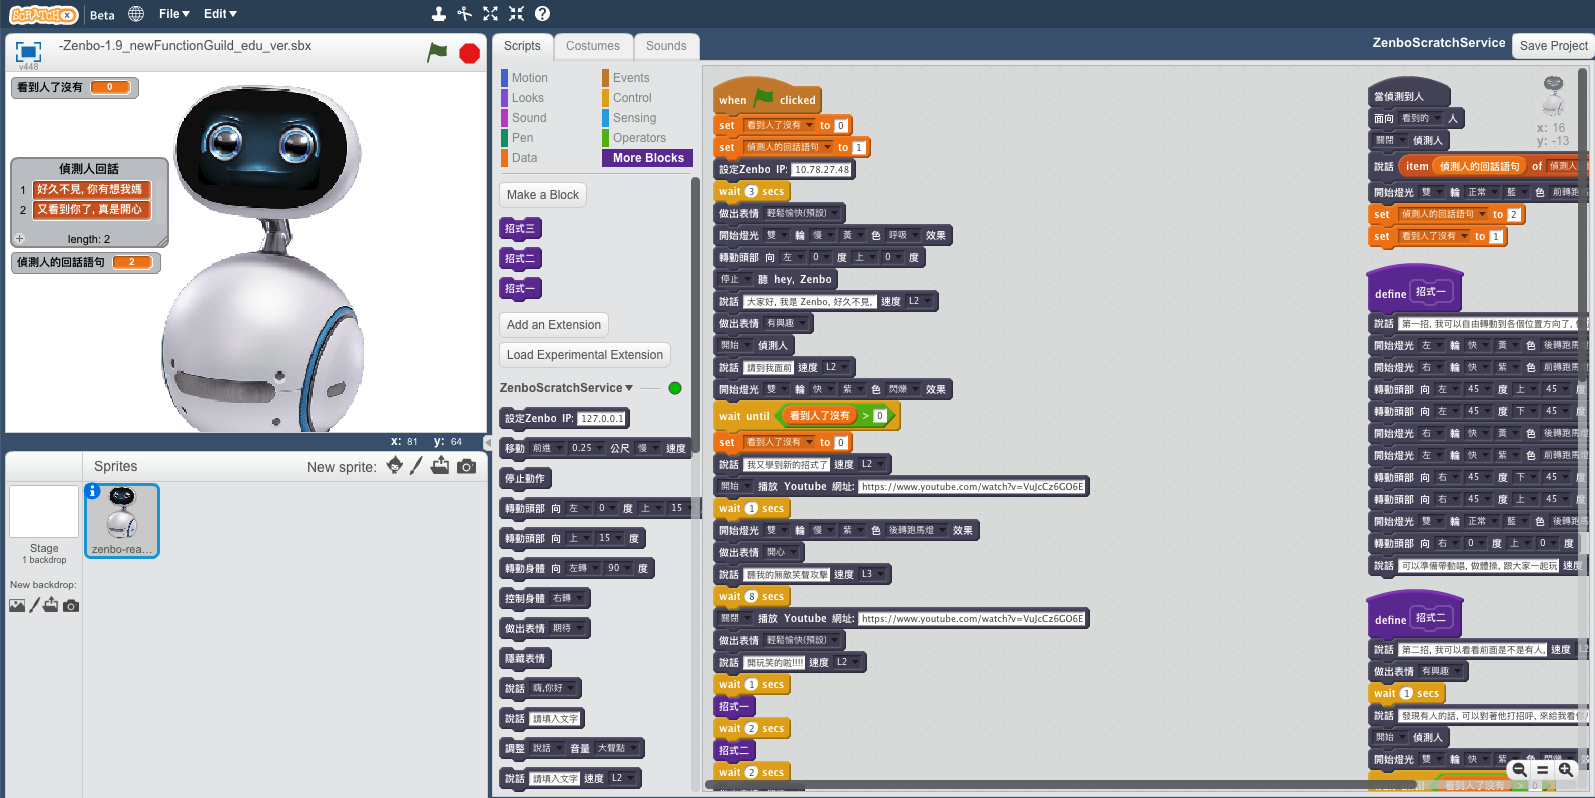 SCRATCHX
Beta
File▾
Edit▾
-Zenbo-1.9_newFunctionGuild_edu_ver.sbx
v448
看到人了沒有 0
偵測人回話
1 好久不見, 你有想我媽
2 又看到你了, 真是開心
+ length: 2
偵測人的回話語句 2
x: 81 y: 64
Sprites
New sprite:
Stage
1 backdrop
New backdrop:
zenbo-rea...
Scripts
Costumes
Sounds
ZenboScratchService
Save Project
Motion
Events
Looks
Control
Sound
Sensing
Pen
Operators
Data
More Blocks
Make a Block
招式三
招式二
招式一
Add an Extension
Load Experimental Extension
ZenboScratchService▾
設定Zenbo IP: 127.0.0.1
移動 前進 0.25 公尺 慢 速度
停止動作
轉動頭部 向 左 0 度 上 15
轉動頭部 向 上 15 度
轉動身體 向 左轉 90 度
控制身體 右轉
做出表情 期待
隱藏表情
說話 嗨,你好
說話 請填入文字
調整 說話 音量 大聲點
說話 請填入文字 速度 L2
when clicked
set 看到人了沒有 to 0
set 偵測人的回話語句 to 1
設定Zenbo IP: 10.78.27.48
wait 3 secs
做出表情 輕鬆愉快(預設)
開始燈光 雙 輪 慢 黃 色 呼吸 效果
轉動頭部 向 左 0 度 上 0 度
停止 聽 hey, Zenbo
說話 大家好, 我是 Zenbo, 好久不見, 速度 L2
做出表情 有興趣
開始 偵測人
說話 請到我面前 速度 L2
開始燈光 雙 輪 快 紫 色 閃爍 效果
wait until 看到人了沒有 > 0
set 看到人了沒有 to 0
說話 我又學到新的招式了 速度 L2
開始 播放 Youtube 網址: https://www.youtube.com/watch?v=VuJcCz6GO6E
wait 1 secs
開始燈光 雙 輪 慢 紫 色 後轉跑馬燈 效果
做出表情 開心
說話 聽我的無敵笑聲攻擊 速度 L3
wait 8 secs
關閉 播放 Youtube 網址: https://www.youtube.com/watch?v=VuJcCz6GO6E
做出表情 輕鬆愉快(預設)
說話 開玩笑的啦!!!! 速度 L2
wait 1 secs
招式一
wait 2 secs
招式二
wait 2 secs
x: 16
y: -13
當偵測到人
面向 看到的 人
關閉 偵測人
說話 item 偵測人的回話語句 of 偵測人
開始燈光 雙 輪 正常 藍 色 前轉跑
set 偵測人的回話語句 to 2
set 看到人了沒有 to 1
define 招式一
說話 第一招, 我可以自由轉動到各個位置方向了,
開始燈光 左 輪 快 黃 色 後轉跑馬燈
開始燈光 右 輪 快 紫 色 前轉跑馬
轉動頭部 向 左 45 度 上 45
轉動頭部 向 左 45 度 下 45
開始燈光 右 輪 快 黃 色 後轉跑馬
開始燈光 左 輪 快 紫 色 前轉跑馬
轉動頭部 向 右 45 度 下 45
轉動頭部 向 右 45 度 上 45
開始燈光 雙 輪 正常 藍 色 後轉跑
轉動頭部 向 右 0 度 上 0 度
說話 可以準備帶動唱, 做體操, 跟大家一起玩 速度
define 招式二
說話 第二招, 我可以看看前面是不是有人, 速度 L2
做出表情 有興趣
wait 1 secs
說話 發現有人的話, 可以對著他打招呼, 來給我看
開始 偵測人
開始燈光 雙 輪 快 紫 色 閃爍
wait until 看到人了沒有 > 0